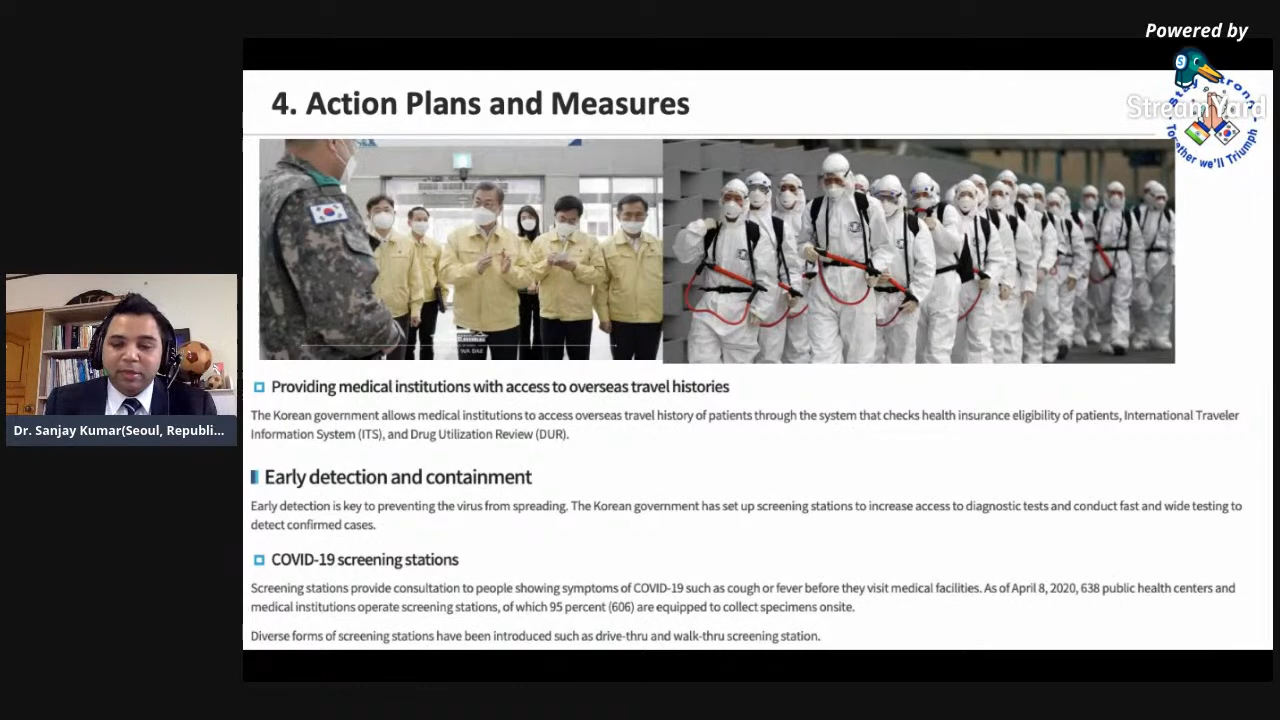 Powered by
StreamYard
Stay Strong
Together we'll Triumph
4. Action Plans and Measures
Providing medical institutions with access to overseas travel histories
The Korean government allows medical institutions to access overseas travel history of patients through the system that checks health insurance eligibility of patients, International Traveler
Information System (ITS), and Drug Utilization Review (DUR).
Early detection and containment
Early detection is key to preventing the virus from spreading. The Korean government has set up screening stations to increase access to diagnostic tests and conduct fast and wide testing to
detect confirmed cases.
COVID-19 screening stations
Screening stations provide consultation to people showing symptoms of COVID-19 such as cough or fever before they visit medical facilities. As of April 8, 2020, 638 public health centers and
medical institutions operate screening stations, of which 95 percent (606) are equipped to collect specimens onsite.
Diverse forms of screening stations have been introduced such as drive-thru and walk-thru screening station.
Dr. Sanjay Kumar(Seoul, Republi...